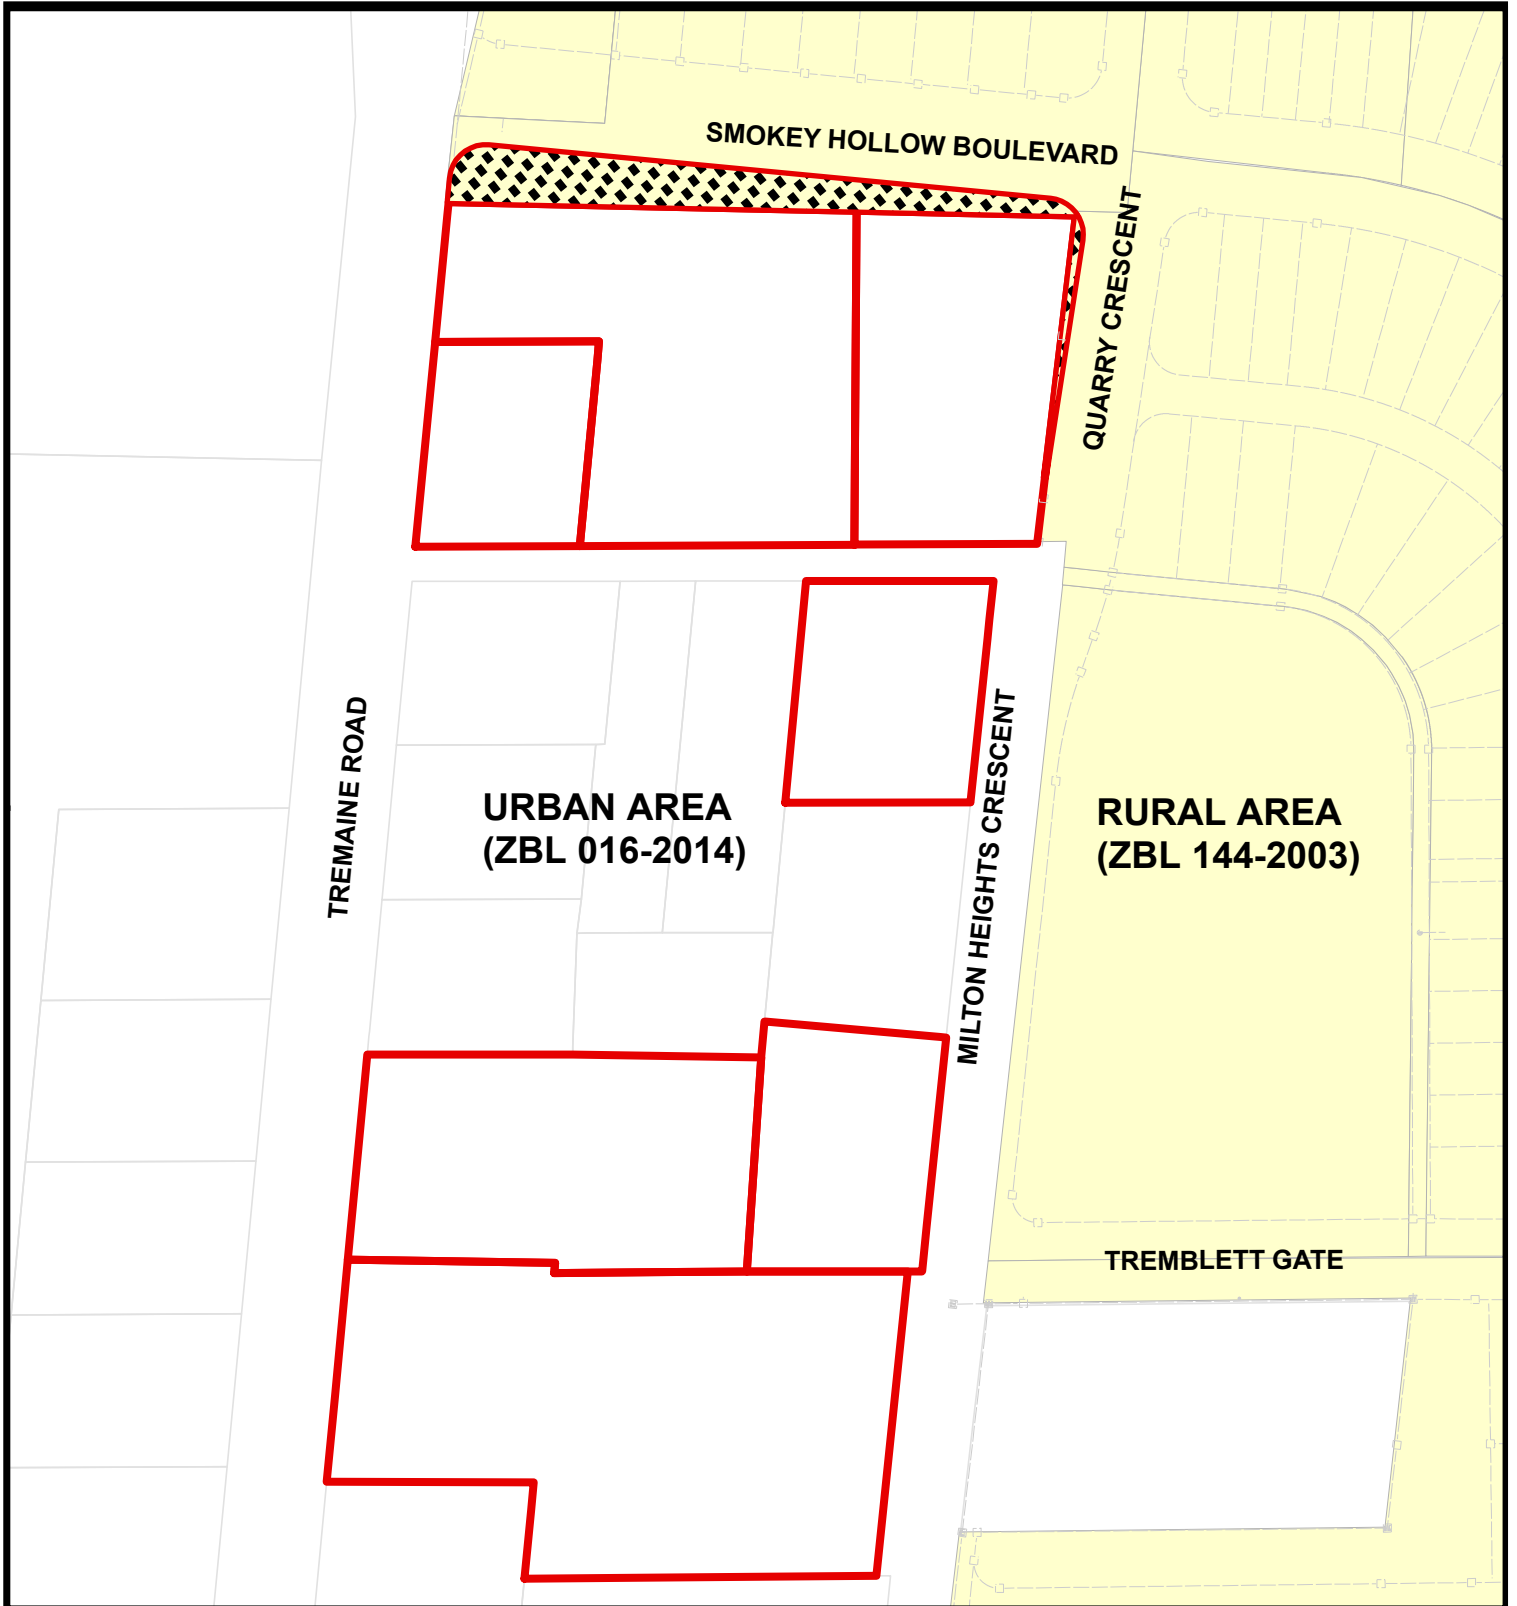 SMOKEY HOLLOW BOULEVARD
QUARRY CRESCENT
TREMAINE ROAD
URBAN AREA
(ZBL 016-2014)
MILTON HEIGHTS CRESCENT
RURAL AREA
(ZBL 144-2003)
TREMBLETT GATE